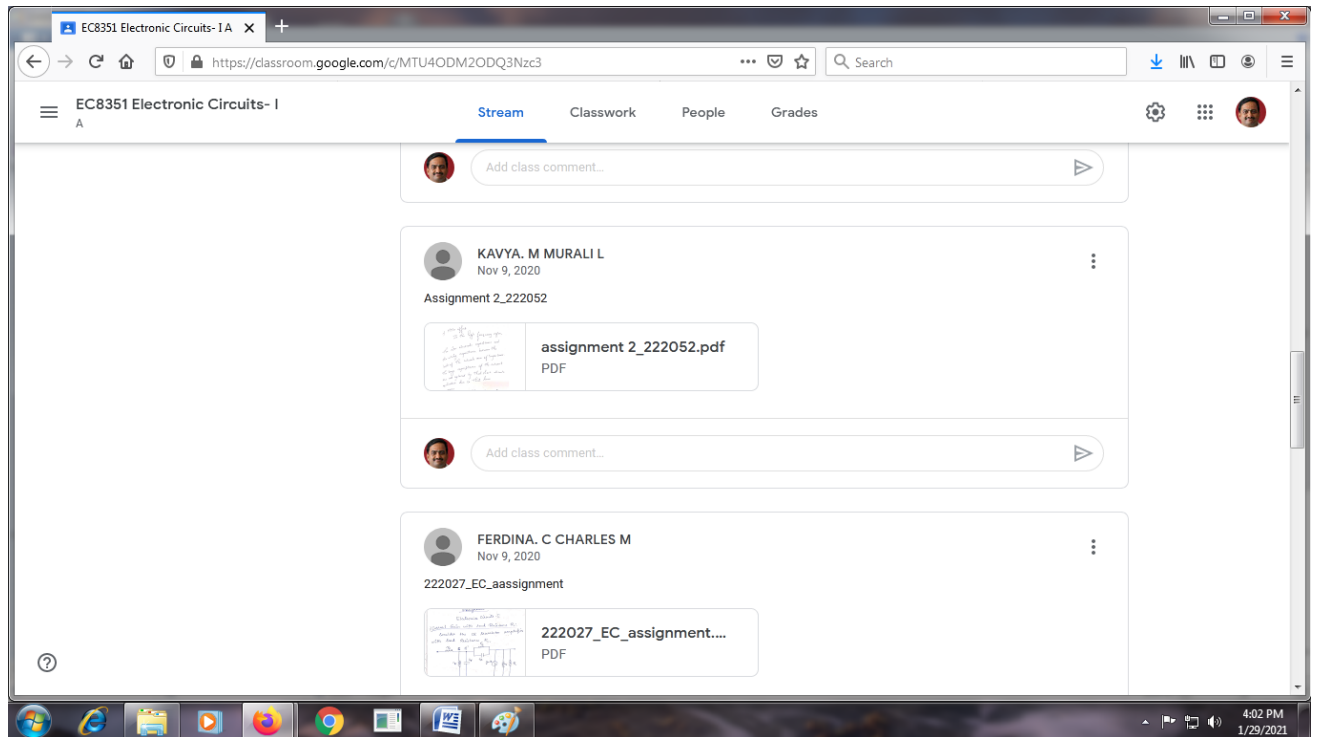 EC8351 Electronic Circuits- I A
https://classroom.google.com/c/MTU4ODM2ODQ3Nzc3
Search
EC8351 Electronic Circuits- I
A
Stream
Classwork
People
Grades
Add class comment...
KAVYA. M MURALI L
Nov 9, 2020
Assignment 2_222052
assignment 2_222052.pdf
PDF
Add class comment...
FERDINA. C CHARLES M
Nov 9, 2020
222027_EC_aassignment
222027_EC_assignment....
PDF
4:02 PM
1/29/2021